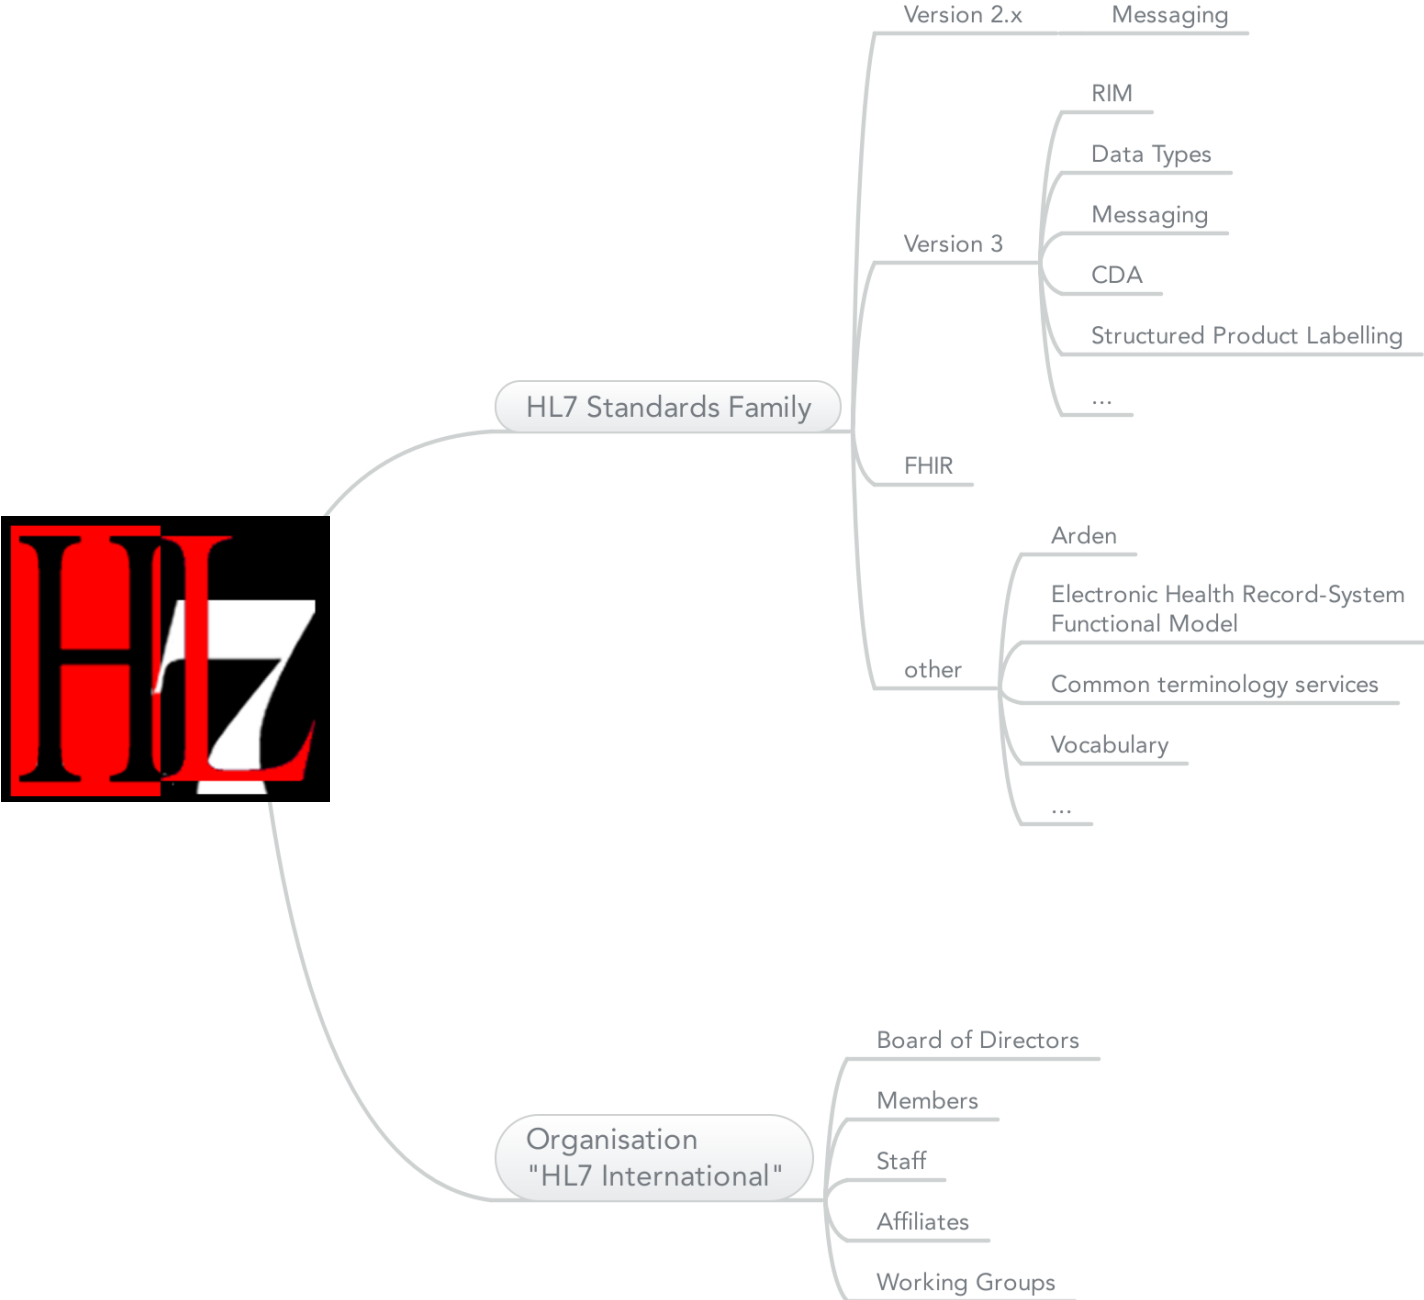 Version 2.x
Messaging
RIM
Data Types
Messaging
Version 3
CDA
Structured Product Labelling
...
HL7 Standards Family
FHIR
Arden
Electronic Health Record-System
Functional Model
other
Common terminology services
Vocabulary
...
HL7
Board of Directors
Members
Organisation
"HL7 International"
Staff
Affiliates
Working Groups